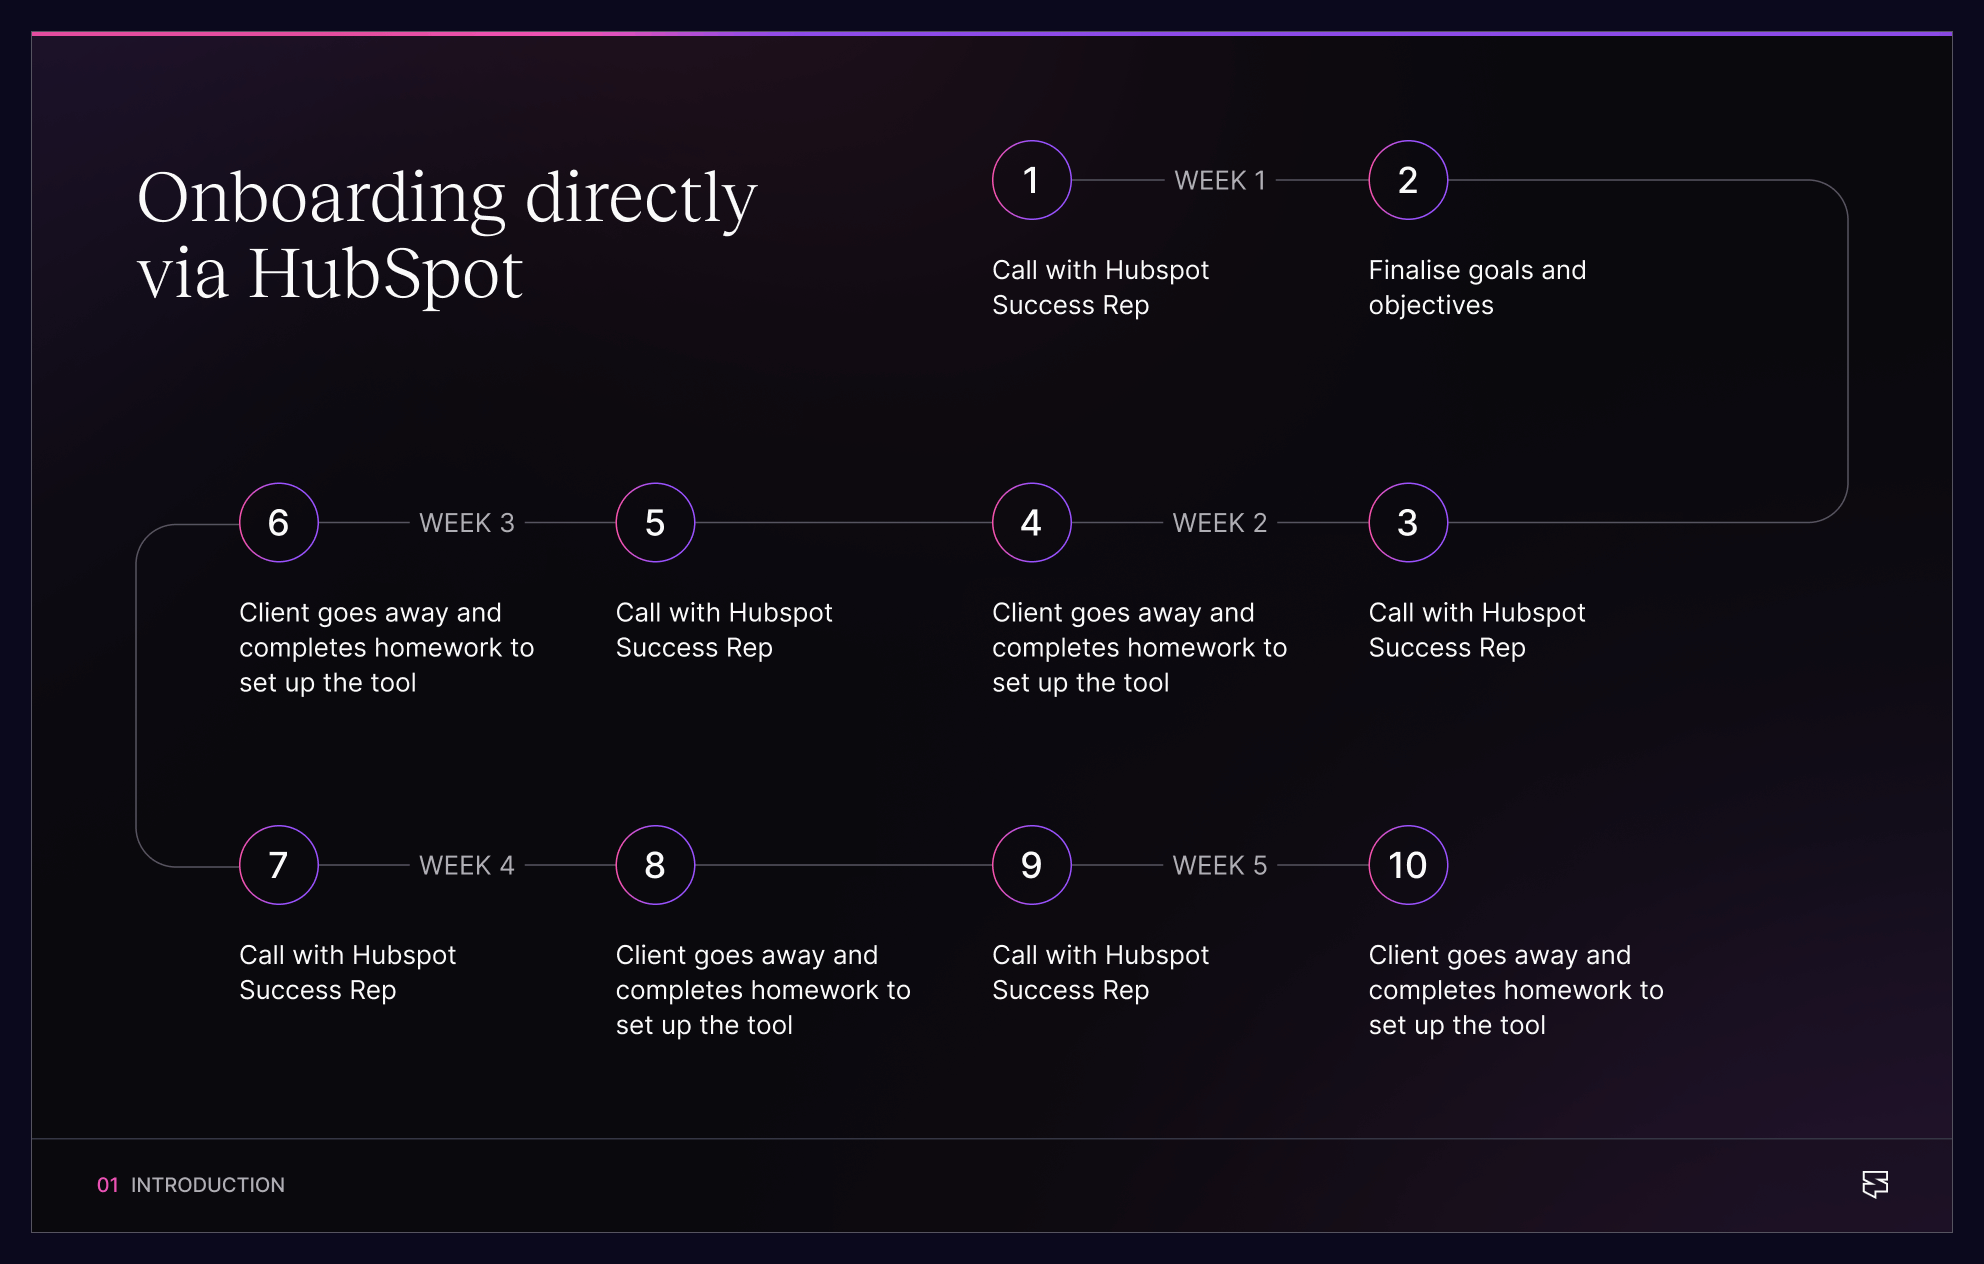 Onboarding directly
via HubSpot
1
WEEK 1
2
Call with Hubspot
Success Rep
Finalise goals and
objectives
3
WEEK 2
4
5
WEEK 3
6
Call with Hubspot
Success Rep
Client goes away and
completes homework to
set up the tool
Call with Hubspot
Success Rep
Client goes away and
completes homework to
set up the tool
7
WEEK 4
8
9
WEEK 5
10
Call with Hubspot
Success Rep
Client goes away and
completes homework to
set up the tool
Call with Hubspot
Success Rep
Client goes away and
completes homework to
set up the tool
01 INTRODUCTION